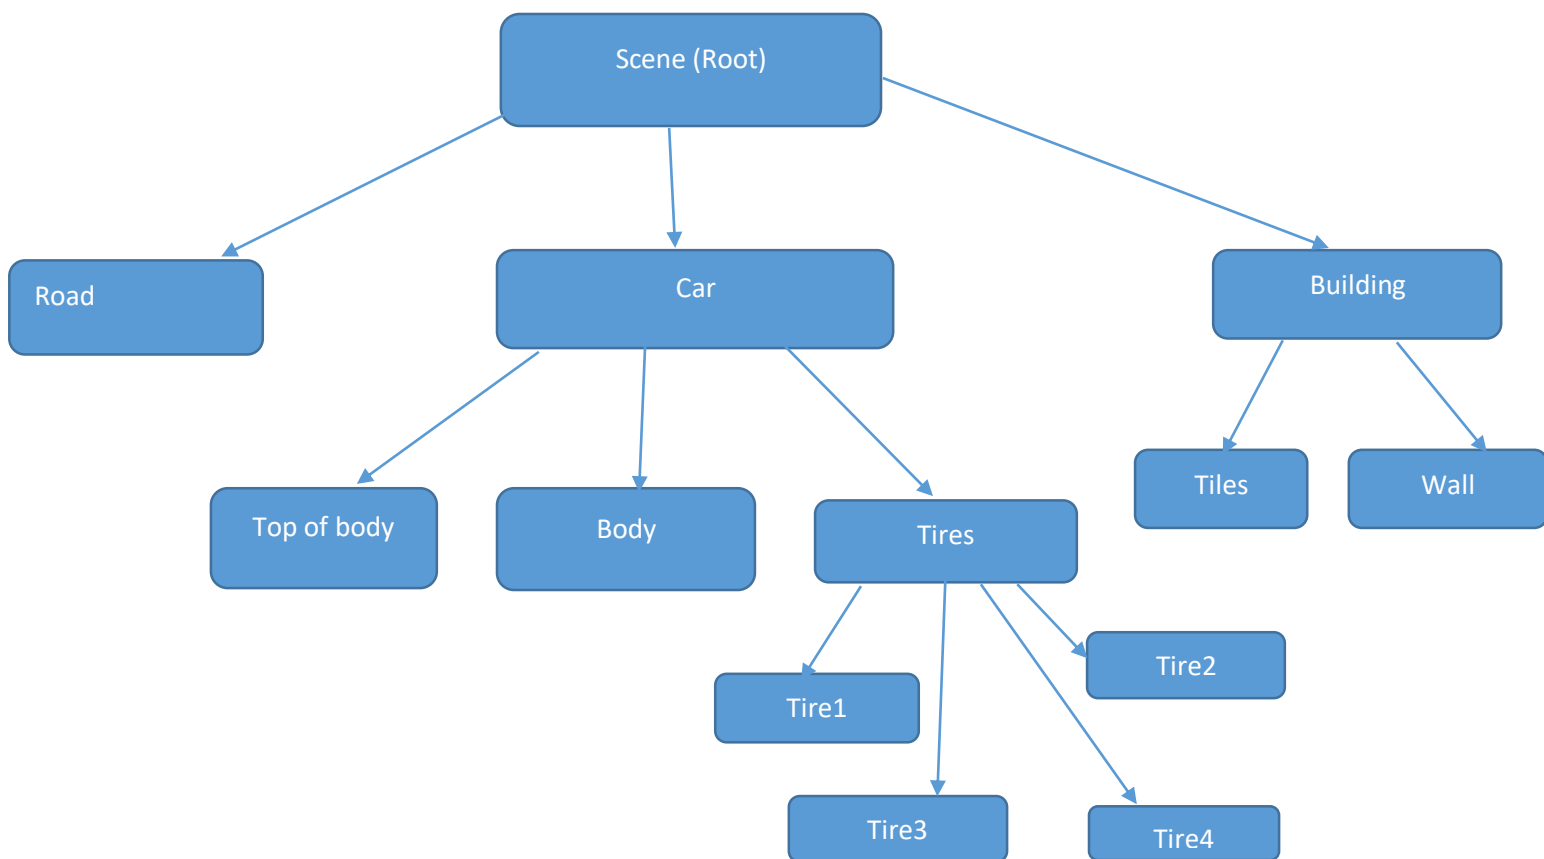 Scene (Root)
Road
Car
Building
Top of body
Body
Tires
Tiles
Wall
Tire1
Tire2
Tire3
Tire4